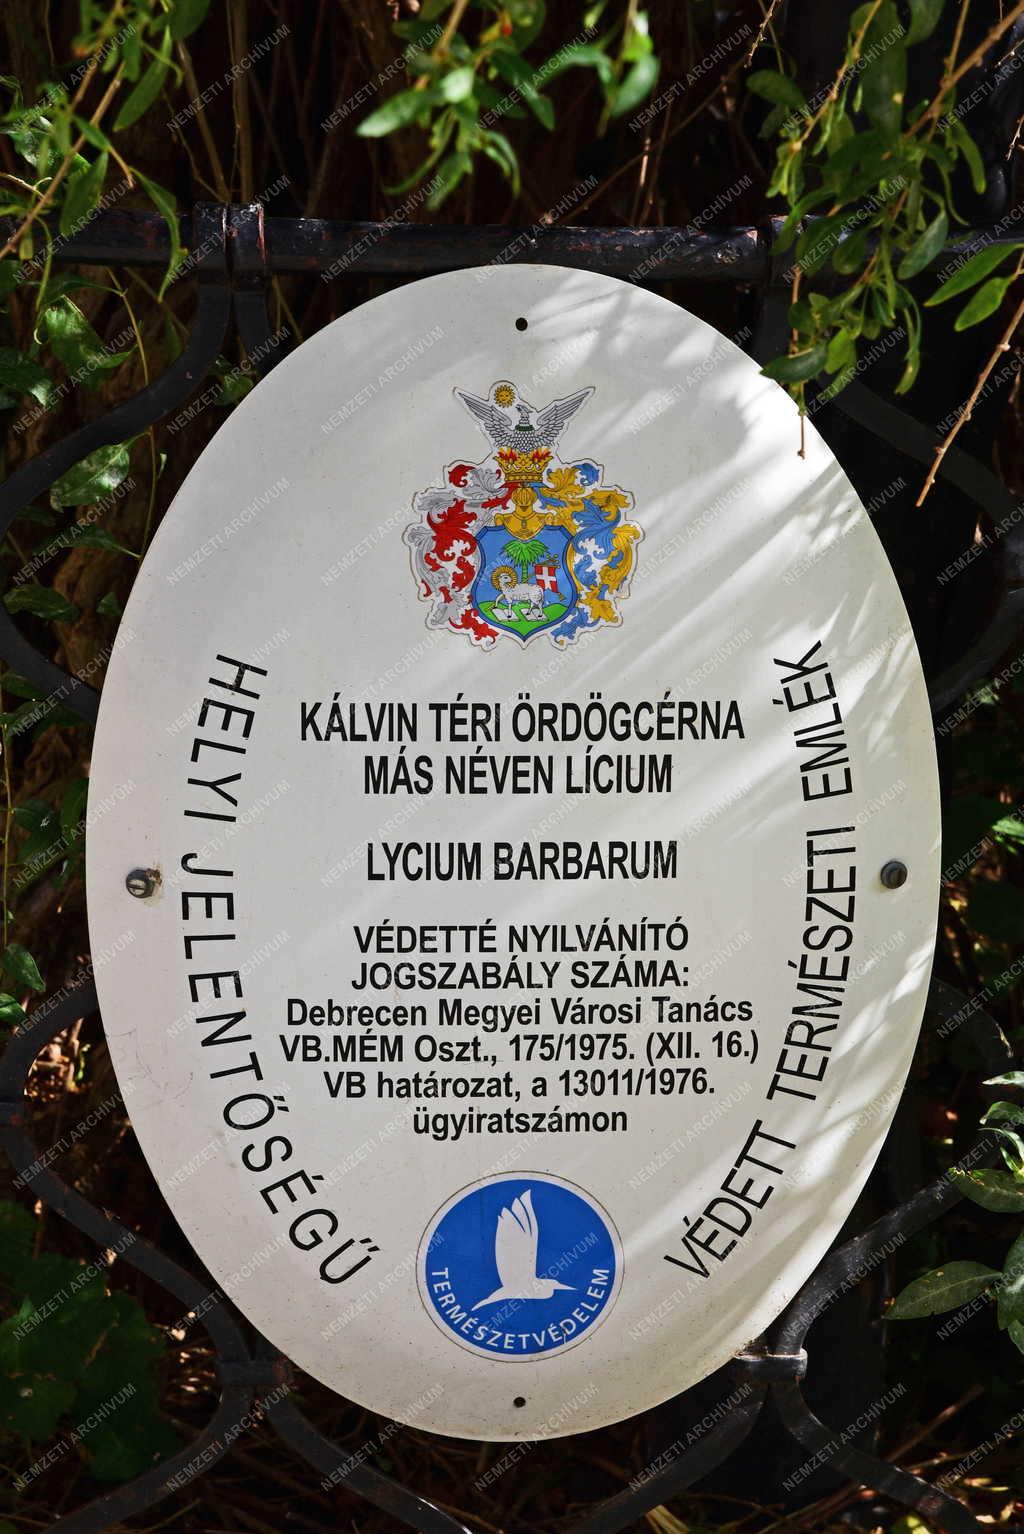 KÁLVIN TÉRI ÖRDÖGCÉRNA
MÁS NÉVEN LÍCIUM
LYCIUM BARBARUM
VÉDETTÉ NYILVÁNÍTÓ
JOGSZABÁLY SZÁMA:
Debrecen Megyei Városi Tanács
VB.MÉM Oszt., 175/1975. (XII. 16.)
VB határozat, a 13011/1976.
ügyiratszámon
HELYI JELENTŐSÉGŰ
VÉDETT TERMÉSZETI EMLÉK
TERMÉSZETVÉDELEM
NEMZETI ARCHÍVUM